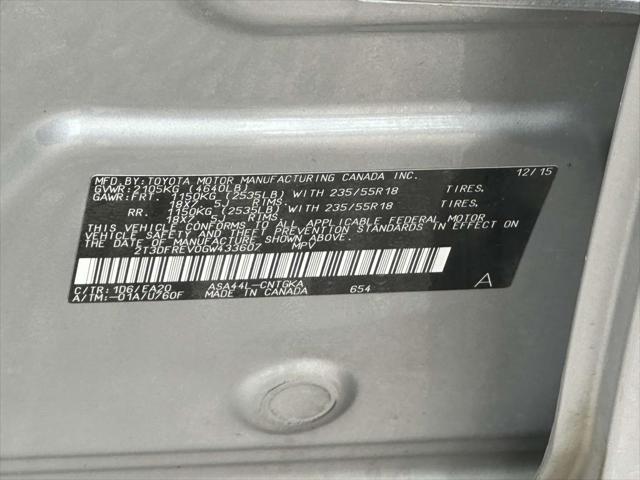 MFD BY:TOYOTA MOTOR MANUFACTURING CANADA INC. 12/15
GVWR:2105KG (4640LB)
GAWR:FRT. 1150KG (2535LB) WITH 235/55R18 TIRES,
18X7 5J RIMS.
RR. 1150KG (2535LB) WITH 235/55R18 TIRES,
18X7 5J RIMS.
THIS VEHICLE CONFORMS TO ALL APPLICABLE FEDERAL MOTOR
VEHICLE SAFETY AND THEFT PREVENTION STANDARDS IN EFFECT ON
THE DATE OF MANUFACTURE SHOWN ABOVE.
2T3DFREV0GW433607 MPV
C/TR:1D6/EA20 ASA44L-CNTGKA A
A/TM:-01A/0760F MADE IN CANADA 654